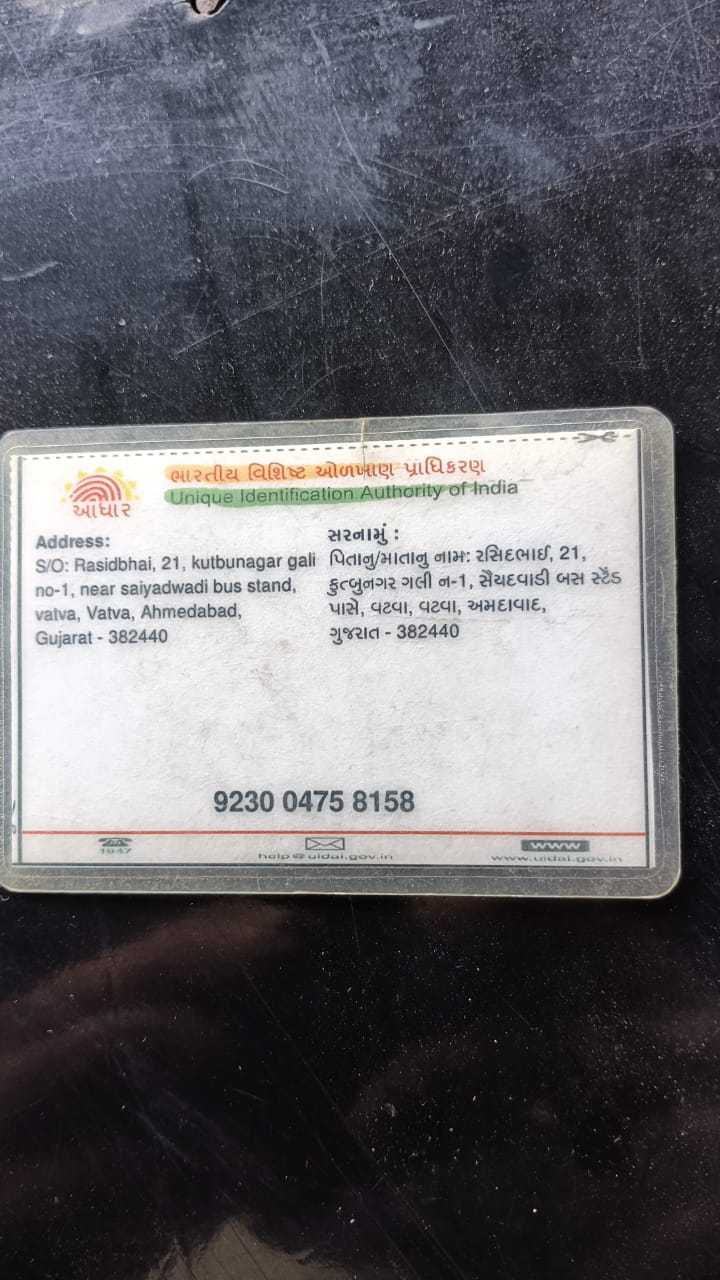 ભારતીય વિશિષ્ટ ઓળખાણ પ્રાધિકરણ
Unique Identification Authority of India
આધાર
Address:
S/O: Rasidbhai, 21, kutbunagar gali
no-1, near saiyadwadi bus stand,
vatva, Vatva, Ahmedabad,
Gujarat - 382440
સરનામું :
પિતાનુ/માતાનુ નામ: રસિદભાઈ, 21,
કુત્બુનગર ગલી ન-1, સૈયદવાડી બસ સ્ટૅંડ
પાસે, વટવા, વટવા, અમદાવાદ,
ગુજરાત - 382440
9230 0475 8158
1947
help@uidai.gov.in
www
www.uidai.gov.in